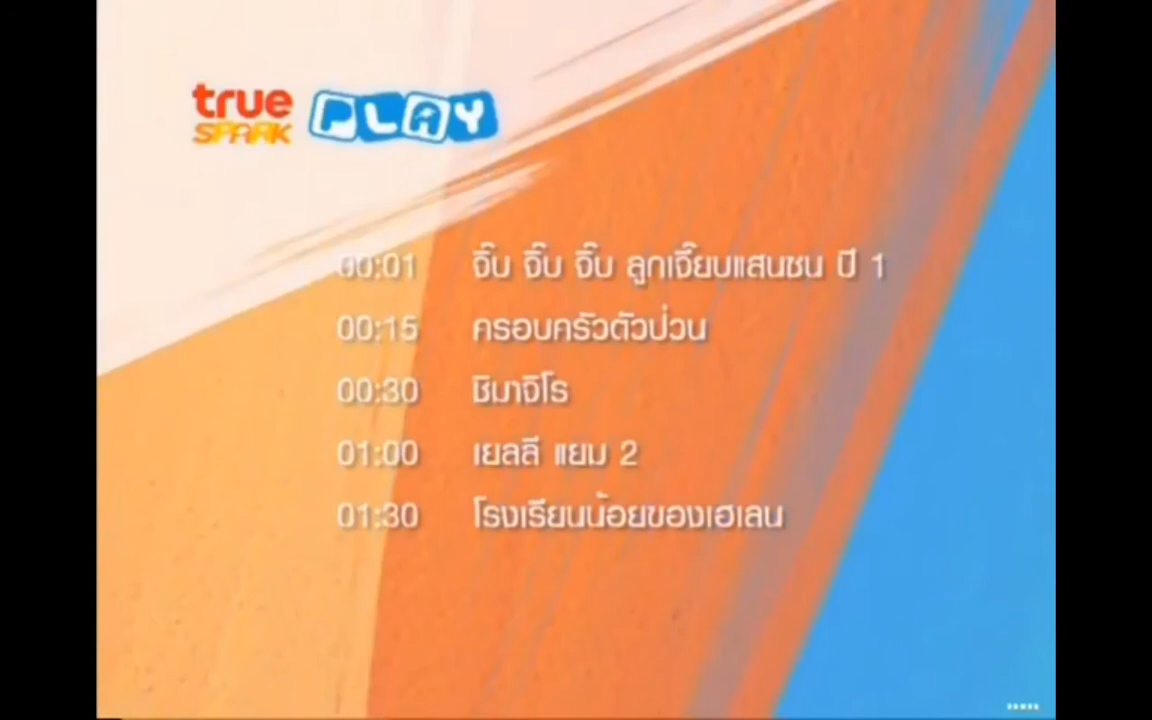 true PLAY
SPARK
00:01 จิ๊บ จิ๊บ จิ๊บ ลูกเจี๊ยบแสนซน ปี 1
00:15 ครอบครัวตัวป่วน
00:30 ชิมาจิโร
01:00 เยลลี แยม 2
01:30 โรงเรียนน้อยของเฮเลน